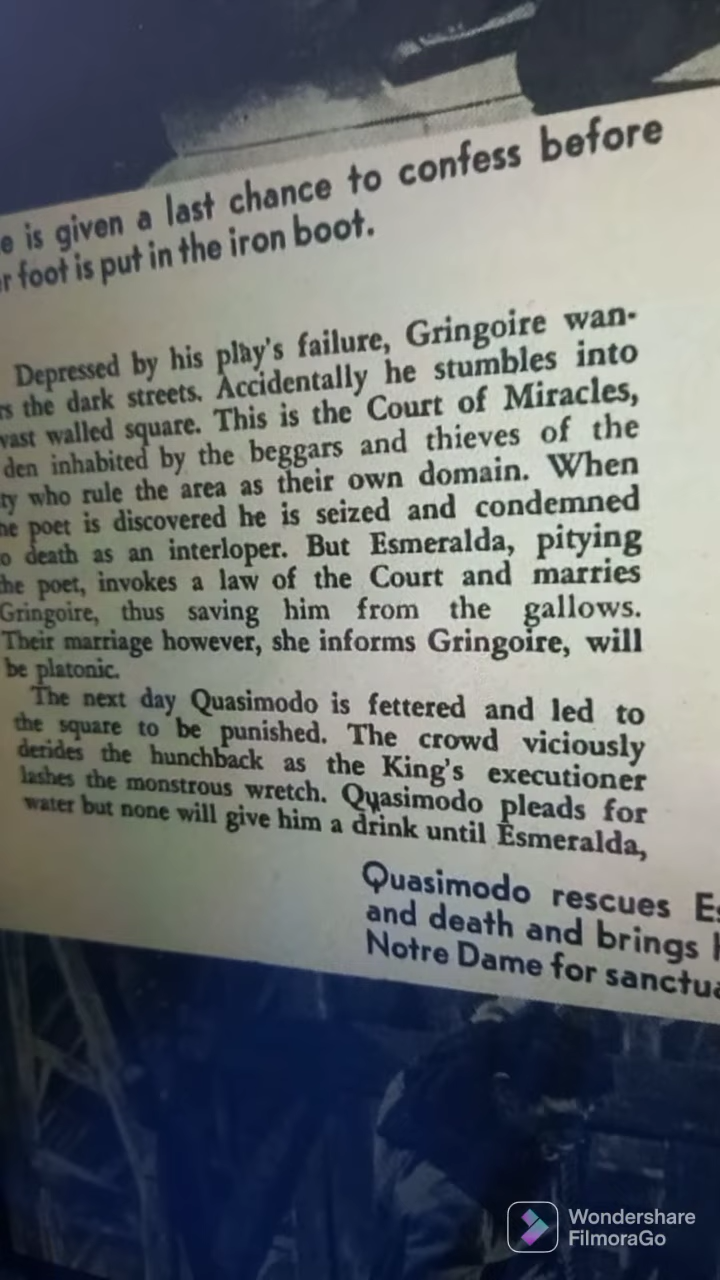 e is given a last chance to confess before
r foot is put in the iron boot.
Depressed by his play's failure, Gringoire wan-
rs the dark streets. Accidentally he stumbles into
vast walled square. This is the Court of Miracles,
den inhabited by the beggars and thieves of the
ty who rule the area as their own domain. When
he poet is discovered he is seized and condemned
o death as an interloper. But Esmeralda, pitying
he poet, invokes a law of the Court and marries
Gringoire, thus saving him from the gallows.
Their marriage however, she informs Gringoire, will
be platonic.
The next day Quasimodo is fettered and led to
the square to be punished. The crowd viciously
derides the hunchback as the King's executioner
lashes the monstrous wretch. Quasimodo pleads for
water but none will give him a drink until Esmeralda,
Quasimodo rescues Es
and death and brings h
Notre Dame for sanctua
Wondershare
FilmoraGo